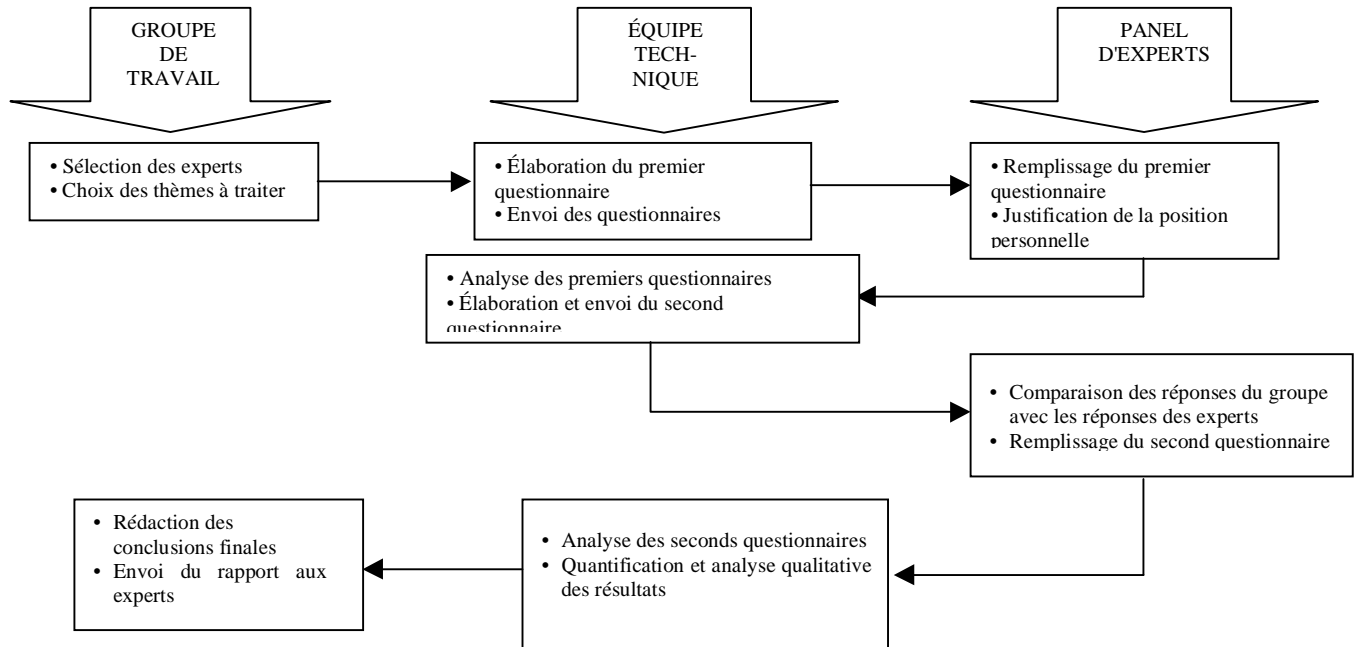 GROUPE
DE
TRAVAIL
ÉQUIPE
TECH-
NIQUE
PANEL
D'EXPERTS
• Sélection des experts
• Choix des thèmes à traiter
• Élaboration du premier
questionnaire
• Envoi des questionnaires
• Remplissage du premier
questionnaire
• Justification de la position
personnelle
• Analyse des premiers questionnaires
• Élaboration et envoi du second
questionnaire
• Comparaison des réponses du groupe
avec les réponses des experts
• Remplissage du second questionnaire
• Analyse des seconds questionnaires
• Quantification et analyse qualitative
des résultats
• Rédaction des
conclusions finales
• Envoi du rapport aux
experts